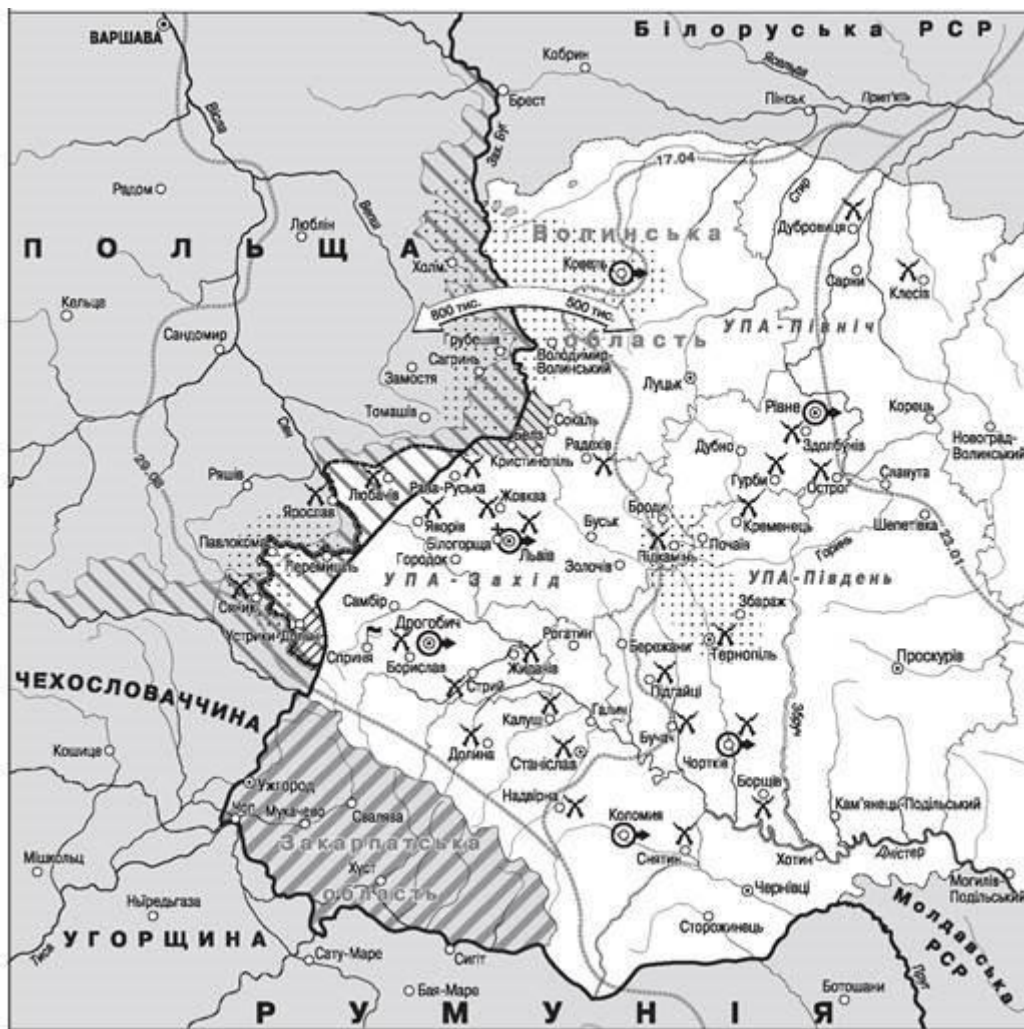 Білоруська РСР
ВАРШАВА
Кобрин
Ясельда
Брест
Пінськ
Прип'ять
Вісла
Зах. Буг
17.04
Стир
Радом
Люблін
Вепш
Дубровиця
ПОЛЬЩА
Волинська
Холм
Ковель
Сарни
Клесів
Кельце
800 тис.
500 тис.
УПА-Північ
Сандомир
Грубешів
область
Сагринь
Володимир-
Волинський
Замостя
Луцьк
Томашів
Рівне
Корець
Сокаль
Сян
Белз
Радехів
Здолбунів
Новоград-
Волинський
Дубно
29.08
Кристинопіль
Ряшів
Любачів
Рава-Руська
Гурби
Острог
Славута
Ярослав
Жовква
Броди
Кременець
Яворів
Буськ
Шепетівка
Павлокома
Білогорща
Львів
Почаїв
Перемишль
Городок
Підкамінь
Горинь
23.01
Золочів
УПА-Захід
УПА-Південь
Сянік
Самбір
Збараж
Устрики-Долішні
Дрогобич
Рогатин
Бережани
Сприня
Борислав
Тернопіль
Проскурів
Стрий
Підгайці
ЧЕХОСЛОВАЧЧИНА
Калуш
Галич
Збруч
Кошице
Долина
Бучач
Станіслав
Чортків
Ужгород
Борщів
Надвірна
Чоп
Мукачево
Свалява
Коломия
Кам'янець-Подільський
Закарпатська
Мішкольц
Снятин
Хотин
Дністер
Хуст
Могилів-
Подільський
область
Чернівці
Ньїредьгаза
Сторожинець
Молдавська
РСР
УГОРЩИНА
Тиса
Сату-Маре
Сигіт
Прут
Бая-Маре
Ботошани
РУМУНІЯ